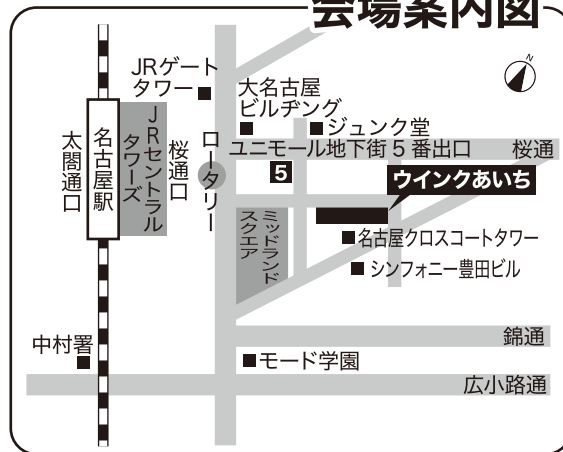 会場案内図
N
JRゲート
タワー
大名古屋
ビルヂング
ジュンク堂
ユニモール地下街5番出口
桜通
5
ウインクあいち
太閤通口
名古屋駅
JRセントラル
タワーズ
桜通口
ロータリー
ミッドランド
スクエア
名古屋クロスコートタワー
シンフォニー豊田ビル
錦通
中村署
モード学園
広小路通